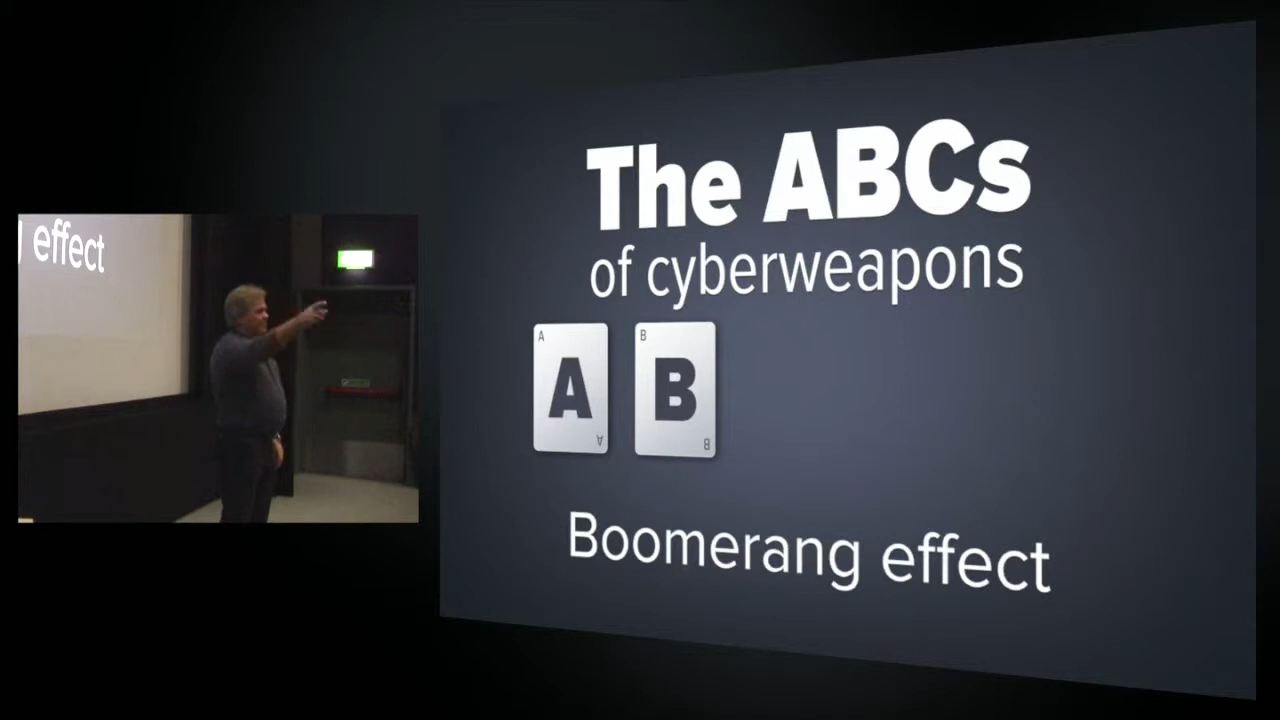 effect
The ABCs
of cyberweapons
A
A
A
B
B
B
Boomerang effect